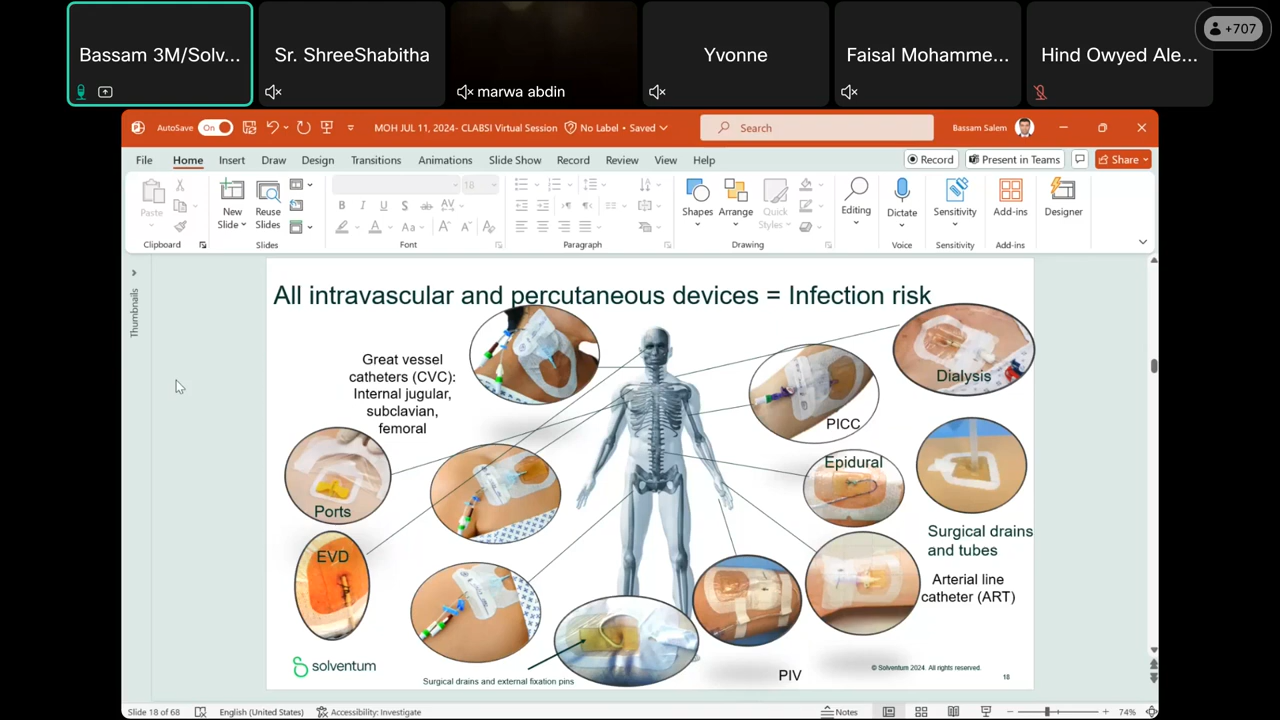 Bassam 3M/Solv...
Sr. ShreeShabitha
marwa abdin
Yvonne
Faisal Mohamme...
Hind Owyed Ale...
+707
AutoSave
On
MOH JUL 11, 2024- CLABSI Virtual Session
No Label • Saved
Search
Bassam Salem
File
Home
Insert
Draw
Design
Transitions
Animations
Slide Show
Record
Review
View
Help
Record
Present in Teams
Share
Paste
New
Slide
Reuse
Slides
18
Shapes
Arrange
Quick
Styles
Editing
Dictate
Sensitivity
Add-ins
Designer
Clipboard
Slides
Font
Paragraph
Drawing
Voice
Sensitivity
Add-ins
Thumbnails
All intravascular and percutaneous devices = Infection risk
Great vessel
catheters (CVC):
Internal jugular,
subclavian,
femoral
Dialysis
PICC
Epidural
Ports
Surgical drains
and tubes
EVD
Arterial line
catheter (ART)
solventum
Surgical drains and external fixation pins
PIV
© Solventum 2024. All rights reserved.
18
Slide 18 of 68
English (United States)
Accessibility: Investigate
Notes
74%